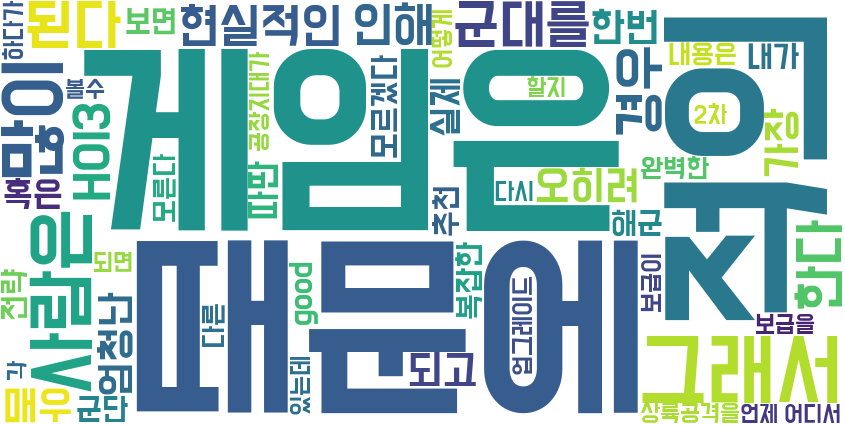 하다가
된다
보면
현실적인
인해
어떻게
군대를
한번
많이
볼수
게임은
공장지대가
모르겠다
실제
할지
경우
내용은
내가
2차
가장
HOI3
혹은
모른다
파반
추천
다시
오히려
완벽한
해군
사람은
전략
되면
엄청난
때문에
good
다른
복잡한
업그레이드
보급이
한다
보급을
각
매우
군단
있는데
되고
그래서
상륙공격을
언제 어디서